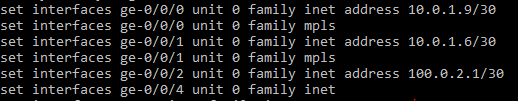 set interfaces ge-0/0/0 unit 0 family inet address 10.0.1.9/30
set interfaces ge-0/0/0 unit 0 family mpls
set interfaces ge-0/0/1 unit 0 family inet address 10.0.1.6/30
set interfaces ge-0/0/1 unit 0 family mpls
set interfaces ge-0/0/2 unit 0 family inet address 100.0.2.1/30
set interfaces ge-0/0/4 unit 0 family inet